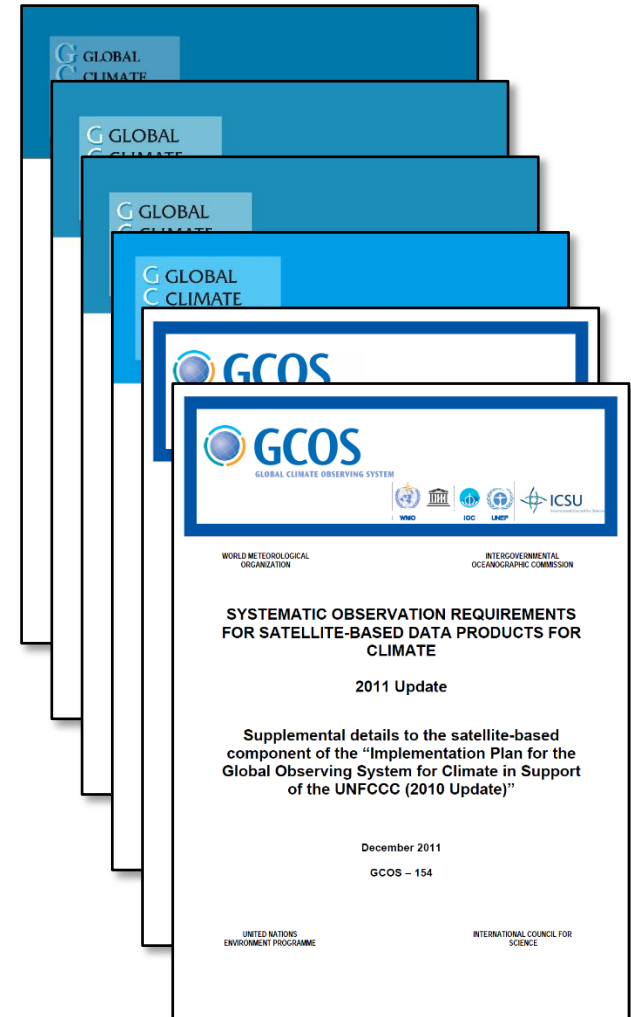 GLOBAL
CLIMATE
GLOBAL
CLIMATE
GLOBAL
CLIMATE
GLOBAL
CLIMATE
GCOS
GCOS
GLOBAL CLIMATE OBSERVING SYSTEM
WMO IOC UNEP ICSU
WORLD METEOROLOGICAL
ORGANIZATION
INTERGOVERNMENTAL
OCEANOGRAPHIC COMMISSION
SYSTEMATIC OBSERVATION REQUIREMENTS
FOR SATELLITE-BASED DATA PRODUCTS FOR
CLIMATE
2011 Update
Supplemental details to the satellite-based
component of the “Implementation Plan for the
Global Observing System for Climate in Support
of the UNFCCC (2010 Update)”
December 2011
GCOS – 154
UNITED NATIONS
ENVIRONMENT PROGRAMME
INTERNATIONAL COUNCIL FOR
SCIENCE